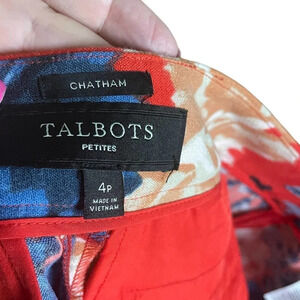 CHATHAM
TALBOTS
PETITES
4P
MADE IN
VIETNAM